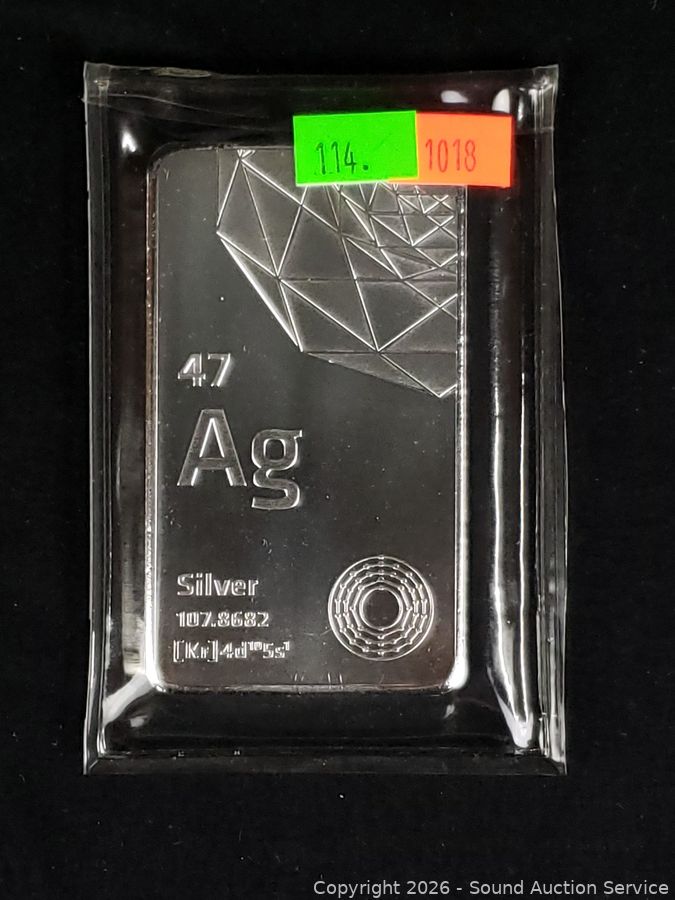 114. 1018
47
Ag
Silver
107.8682
[Kr]4d¹⁰5s¹
Copyright 2026 - Sound Auction Service